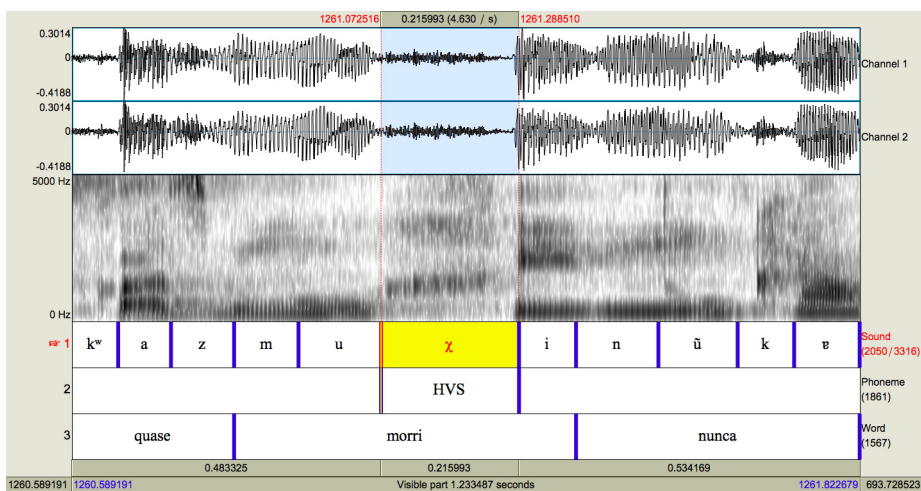 1261.072516 0.215993 (4.630 / s) 1261.288510
0.3014
0
-0.4188
Channel 1
0.3014
0
-0.4188
Channel 2
5000 Hz
0 Hz
☞ 1 kʷ a z m u χ i n ũ k ɐ Sound (2050/3316)
2 HVS Phoneme (1861)
3 quase morri nunca Word (1567)
0.483325 0.215993 0.534169
1260.589191 1260.589191 Visible part 1.233487 seconds 1261.822679 693.728523